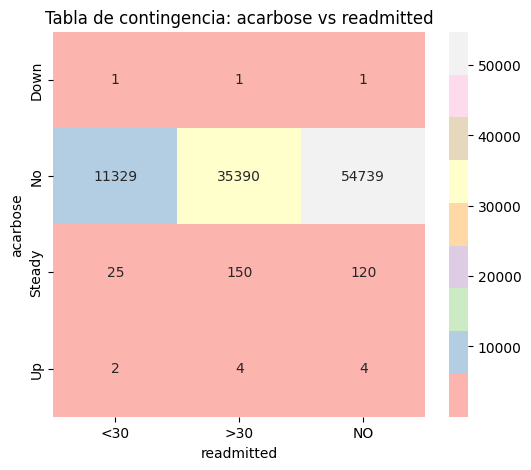 Tabla de contingencia: acarbose vs readmitted
Down
1 1 1
50000
40000
No
11329 35390 54739
acarbose
30000
Steady
25 150 120
20000
10000
Up
2 4 4
<30 >30 NO
readmitted